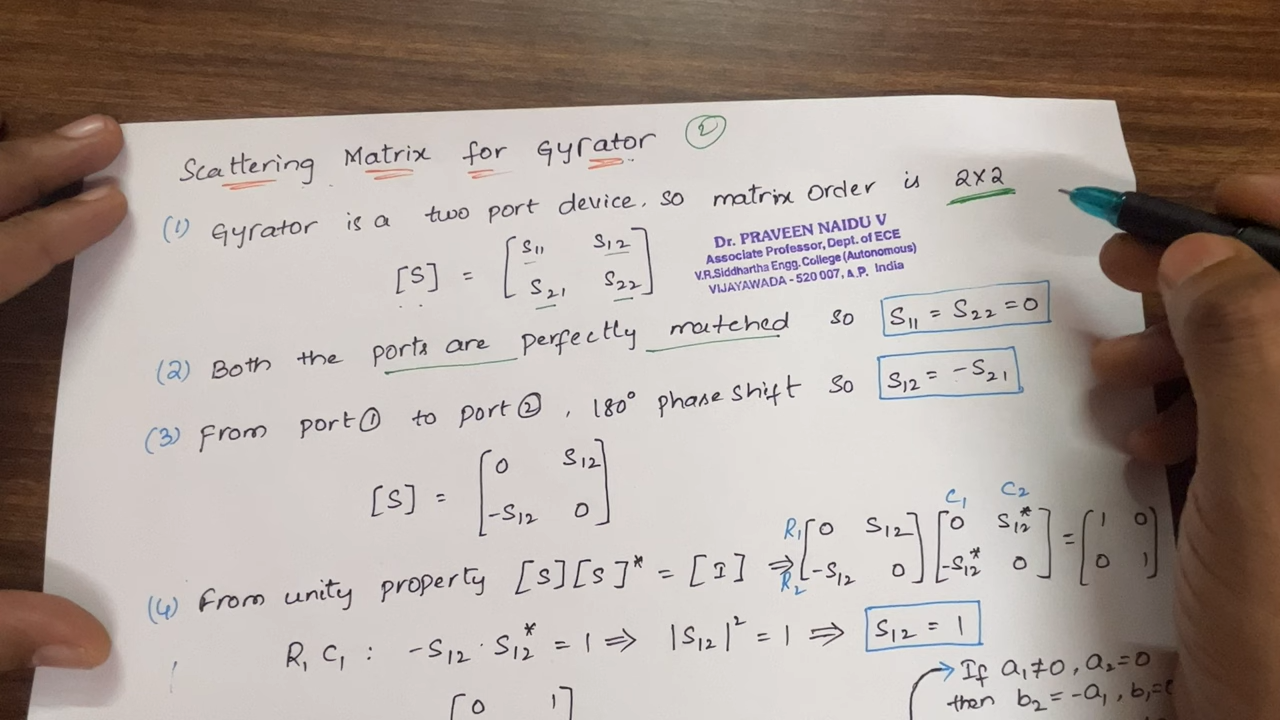 Scattering Matrix for Gyrator ②
(1) Gyrator is a two port device, so matrix order is 2×2
[S] = [S11 S12
S21 S22]
Dr. PRAVEEN NAIDU V
Associate Professor, Dept. of ECE
V.R.Siddhartha Engg. College (Autonomous)
VIJAYAWADA - 520 007, A.P. India
(2) Both the ports are perfectly matched so S11 = S22 = 0
(3) From port① to port②, 180° phase shift so S12 = -S21
[S] = [0 S12
-S12 0]
C1 C2
(4) From unity property [S][S]* = [I] ⇒ R1 R2 [0 S12
-S12 0] [0 S12*
-S12* 0] = [1 0
0 1]
R1 C1 : -S12 · S12* = 1 ⇒ |S12|² = 1 ⇒ S12 = 1
→ If a1≠0, a2=0
then b2 = -a1, b1=
[0 1]